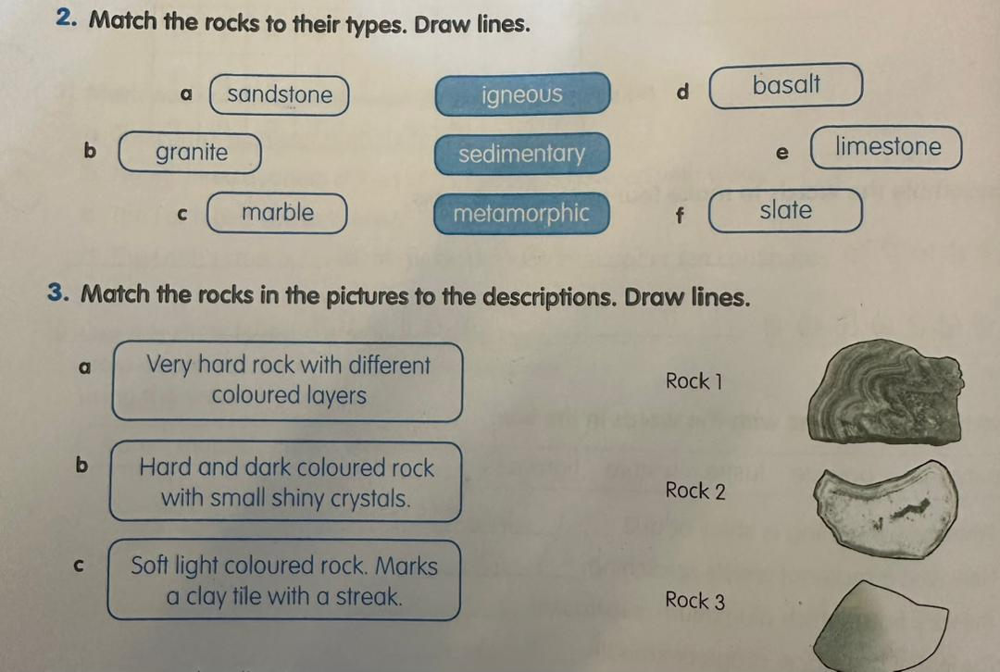 2. Match the rocks to their types. Draw lines.
a sandstone igneous d basalt
b granite sedimentary e limestone
c marble metamorphic f slate
3. Match the rocks in the pictures to the descriptions. Draw lines.
a Very hard rock with different
coloured layers
Rock 1
b Hard and dark coloured rock
with small shiny crystals.
Rock 2
c Soft light coloured rock. Marks
a clay tile with a streak.
Rock 3